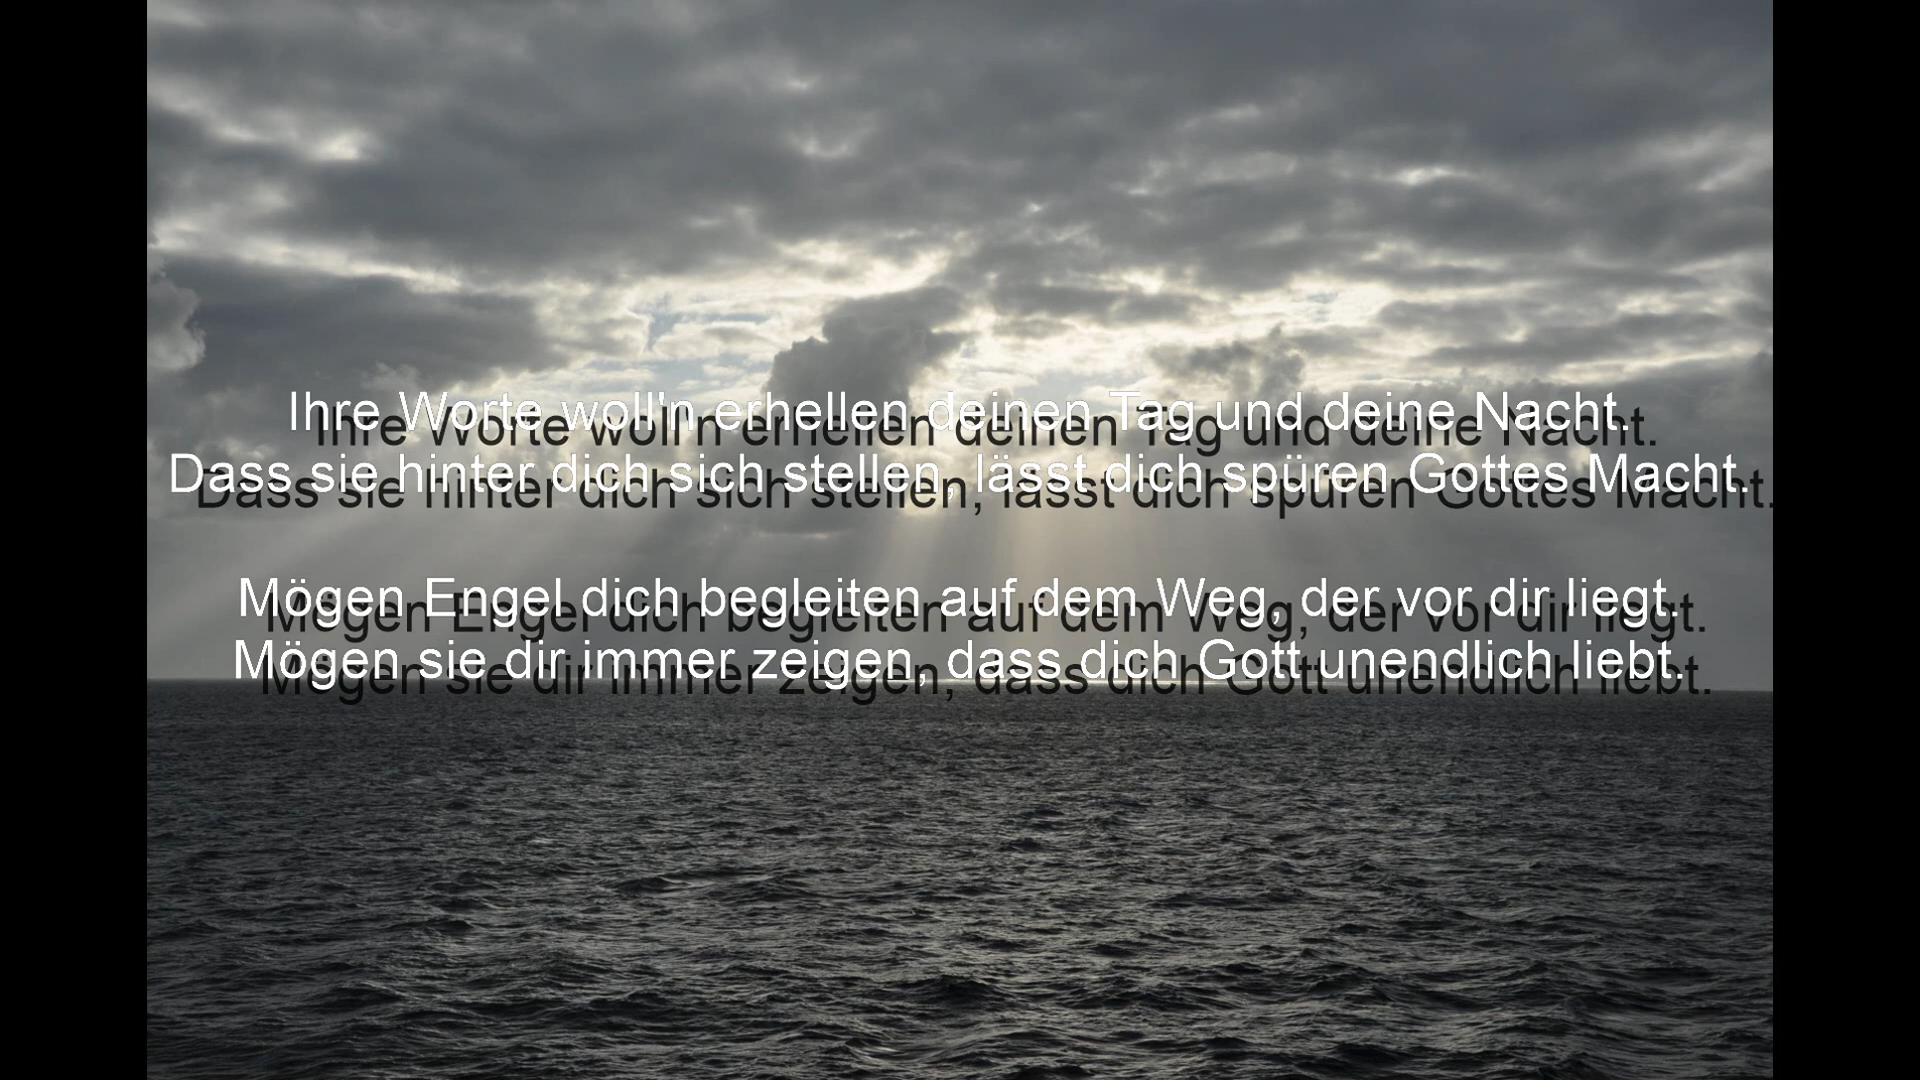 Ihre Worte woll'n erhellen deinen Tag und deine Nacht.
Dass sie hinter dich sich stellen, lässt dich spüren Gottes Macht.
Mögen Engel dich begleiten auf dem Weg, der vor dir liegt.
Mögen sie dir immer zeigen, dass dich Gott unendlich liebt.